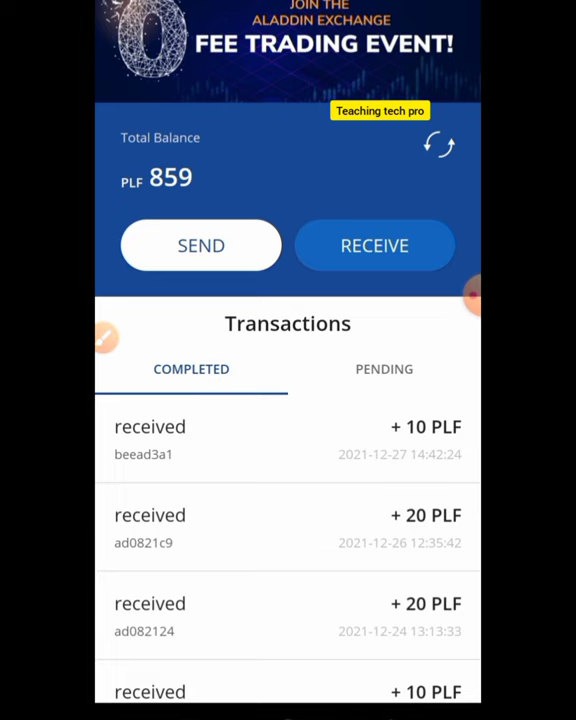 JOIN THE
ALADDIN EXCHANGE
0 FEE TRADING EVENT!
Teaching tech pro
Total Balance
PLF 859
SEND RECEIVE
Transactions
COMPLETED PENDING
received + 10 PLF
beead3a1 2021-12-27 14:42:24
received + 20 PLF
ad0821c9 2021-12-26 12:35:42
received + 20 PLF
ad082124 2021-12-24 13:13:33
received + 10 PLF